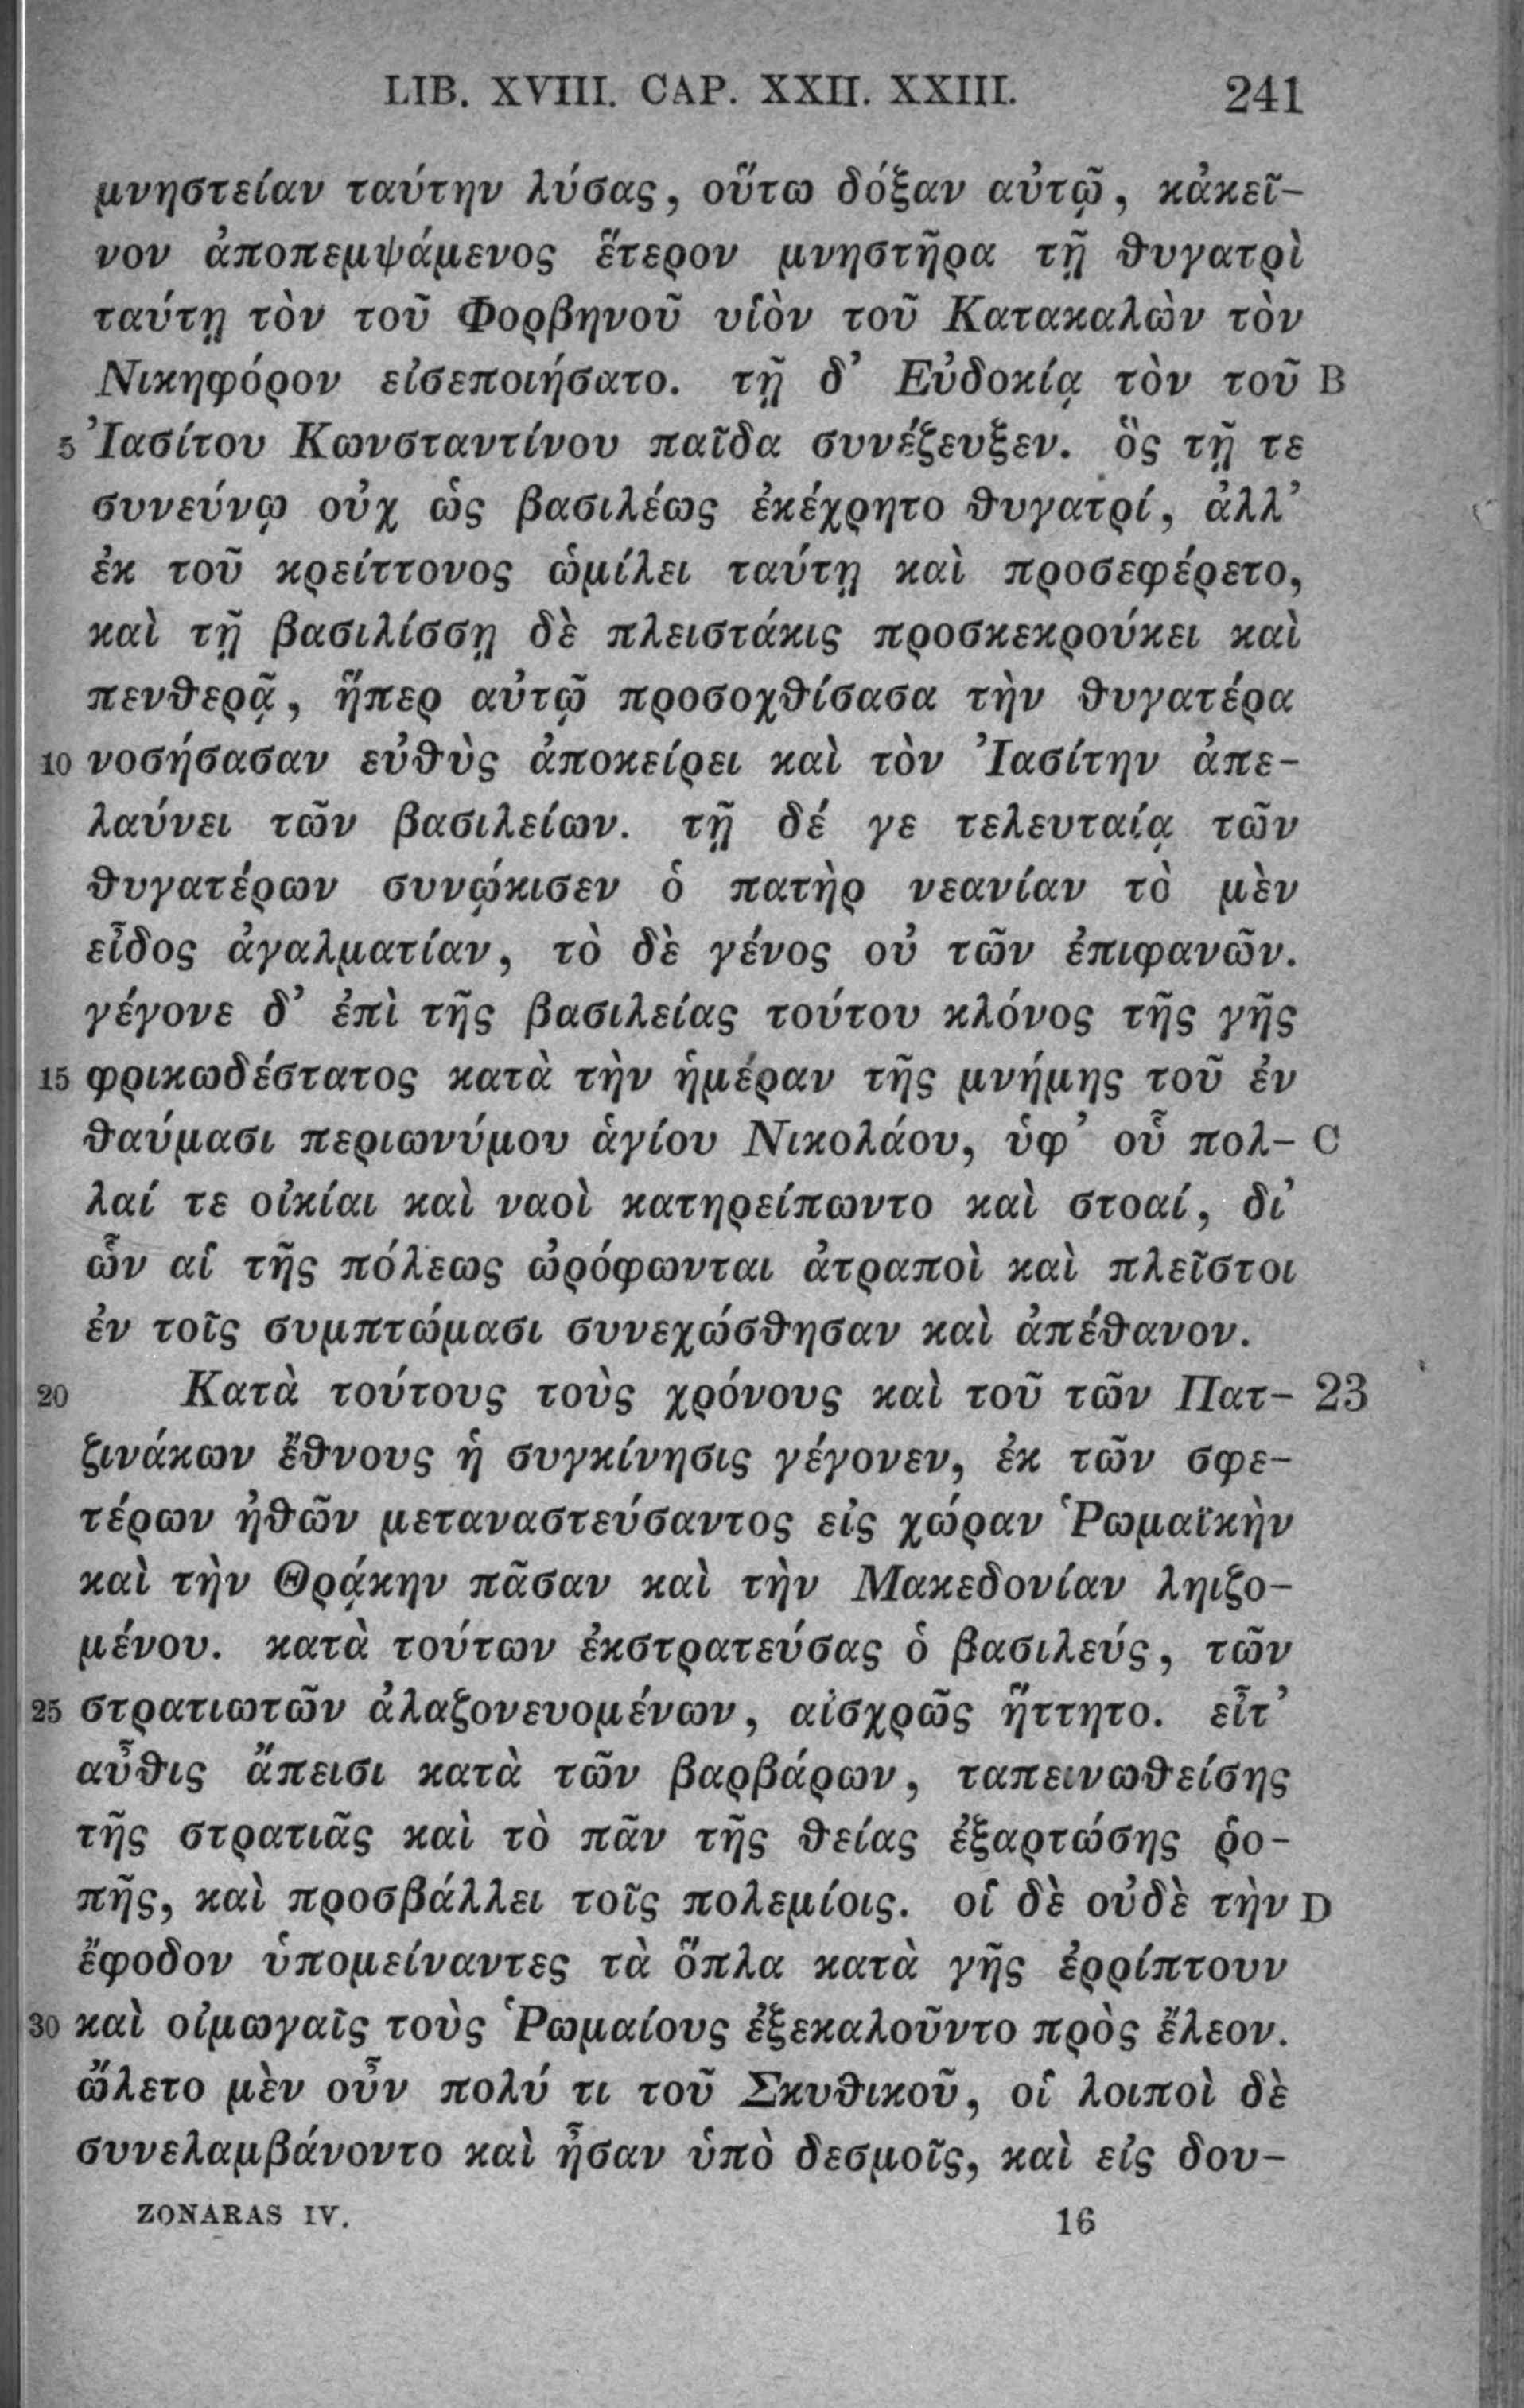 LIB. XVIII. CAP. XXII. XXIII. 241
μνηστείαν ταύτην λύσας, οὕτω δόξαν αὐτῷ, κἀκεῖ-
νον ἀποπεμψάμενος ἕτερον μνηστῆρα τῇ θυγατρὶ
ταύτῃ τὸν τοῦ Φορβηνοῦ υἱὸν τοῦ Κατακαλὼν τὸν
Νικηφόρον εἰσεποιήσατο. τῇ δ’ Εὐδοκίᾳ τὸν τοῦ B
5 Ἰασίτου Κωνσταντίνου παῖδα συνέζευξεν. ὃς τῇ τε
συνεύνῳ οὐχ ὡς βασιλέως ἐκέχρητο θυγατρί, ἀλλ’
ἐκ τοῦ κρείττονος ὡμίλει ταύτῃ καὶ προσεφέρετο,
καὶ τῇ βασιλίσσῃ δὲ πλειστάκις προσκεκρούκει καὶ
πενθερᾷ, ἥπερ αὐτῷ προσοχθίσασα τὴν θυγατέρα
10 νοσήσασαν εὐθὺς ἀποκείρει καὶ τὸν Ἰασίτην ἀπε-
λαύνει τῶν βασιλείων. τῇ δέ γε τελευταίᾳ τῶν
θυγατέρων συνῴκισεν ὁ πατὴρ νεανίαν τὸ μὲν
εἶδος ἀγαλματίαν, τὸ δὲ γένος οὐ τῶν ἐπιφανῶν.
γέγονε δ’ ἐπὶ τῆς βασιλείας τούτου κλόνος τῆς γῆς
15 φρικωδέστατος κατὰ τὴν ἡμέραν τῆς μνήμης τοῦ ἐν
θαύμασι περιωνύμου ἁγίου Νικολάου, ὑφ’ οὗ πολ- C
λαί τε οἰκίαι καὶ ναοὶ κατηρείπωντο καὶ στοαί, δι’
ὧν αἱ τῆς πόλεως ὠρόφωνται ἀτραποὶ καὶ πλεῖστοι
ἐν τοῖς συμπτώμασι συνεχώσθησαν καὶ ἀπέθανον.
20 Κατὰ τούτους τοὺς χρόνους καὶ τοῦ τῶν Πατ- 23
ζινάκων ἔθνους ἡ συγκίνησις γέγονεν, ἐκ τῶν σφε-
τέρων ἠθῶν μεταναστεύσαντος εἰς χώραν Ῥωμαϊκὴν
καὶ τὴν Θρᾴκην πᾶσαν καὶ τὴν Μακεδονίαν ληιζο-
μένου. κατὰ τούτων ἐκστρατεύσας ὁ βασιλεύς, τῶν
25 στρατιωτῶν ἀλαζονευομένων, αἰσχρῶς ἥττητο. εἶτ’
αὖθις ἄπεισι κατὰ τῶν βαρβάρων, ταπεινωθείσης
τῆς στρατιᾶς καὶ τὸ πᾶν τῆς θείας ἐξαρτώσης ῥο-
πῆς, καὶ προσβάλλει τοῖς πολεμίοις. οἱ δὲ οὐδὲ τὴν D
ἔφοδον ὑπομείναντες τὰ ὅπλα κατὰ γῆς ἐρρίπτουν
30 καὶ οἰμωγαῖς τοὺς Ῥωμαίους ἐξεκαλοῦντο πρὸς ἔλεον.
ὤλετο μὲν οὖν πολύ τι τοῦ Σκυθικοῦ, οἱ λοιποὶ δὲ
συνελαμβάνοντο καὶ ἦσαν ὑπὸ δεσμοῖς, καὶ εἰς δου-
ZONARAS IV. 16